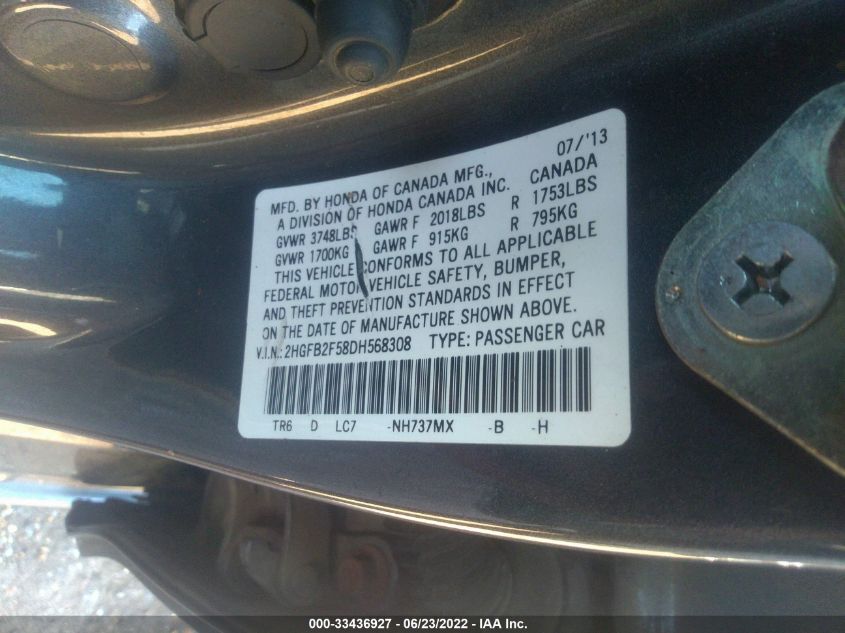 07/'13
MFD. BY HONDA OF CANADA MFG.,
A DIVISION OF HONDA CANADA INC. CANADA
GVWR 3748LBS GAWR F 2018LBS R 1753LBS
GVWR 1700KG GAWR F 915KG R 795KG
THIS VEHICLE CONFORMS TO ALL APPLICABLE
FEDERAL MOTOR VEHICLE SAFETY, BUMPER,
AND THEFT PREVENTION STANDARDS IN EFFECT
ON THE DATE OF MANUFACTURE SHOWN ABOVE.
V.I.N.: 2HGFB2F58DH568308 TYPE: PASSENGER CAR
TR6 D LC7 -NH737MX -B -H
000-33436927 - 06/23/2022 - IAA Inc.